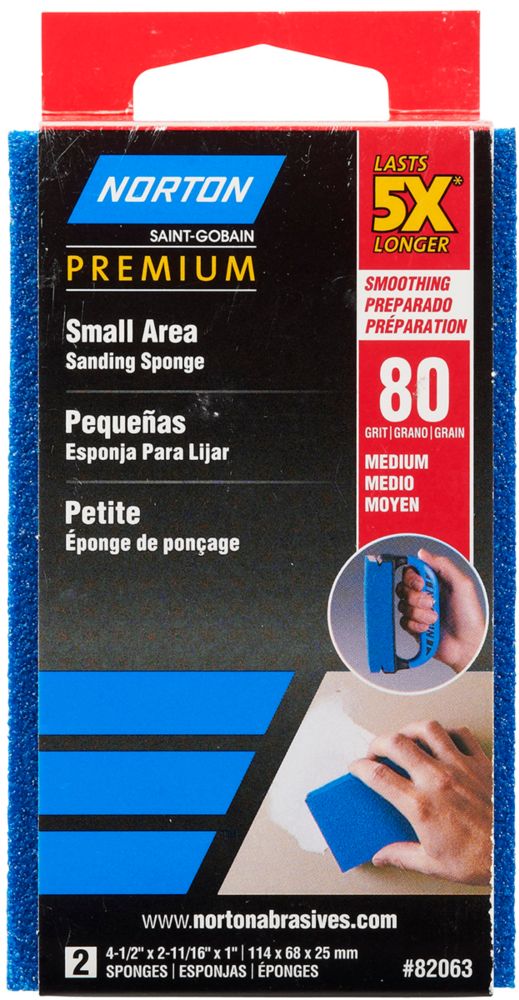 NORTON
SAINT-GOBAIN
PREMIUM
LASTS
5X*
LONGER
SMOOTHING
PREPARADO
PRÉPARATION
Small Area
Sanding Sponge
80
GRIT | GRANO | GRAIN
MEDIUM
MEDIO
MOYEN
Pequeñas
Esponja Para Lijar
Petite
Éponge de ponçage
www.nortonabrasives.com
2
4-1/2" x 2-11/16" x 1" | 114 x 68 x 25 mm
SPONGES | ESPONJAS | ÉPONGES
#82063